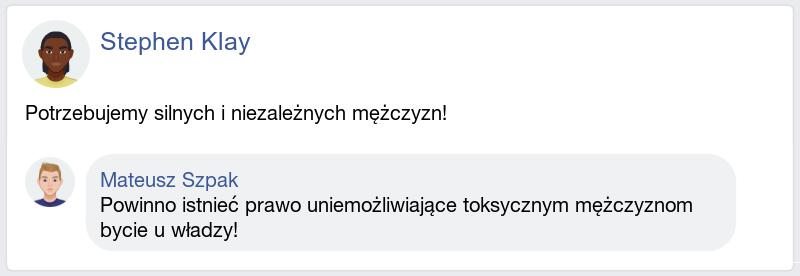 Stephen Klay
Potrzebujemy silnych i niezależnych mężczyzn!
Mateusz Szpak
Powinno istnieć prawo uniemożliwiające toksycznym mężczyznom
bycie u władzy!